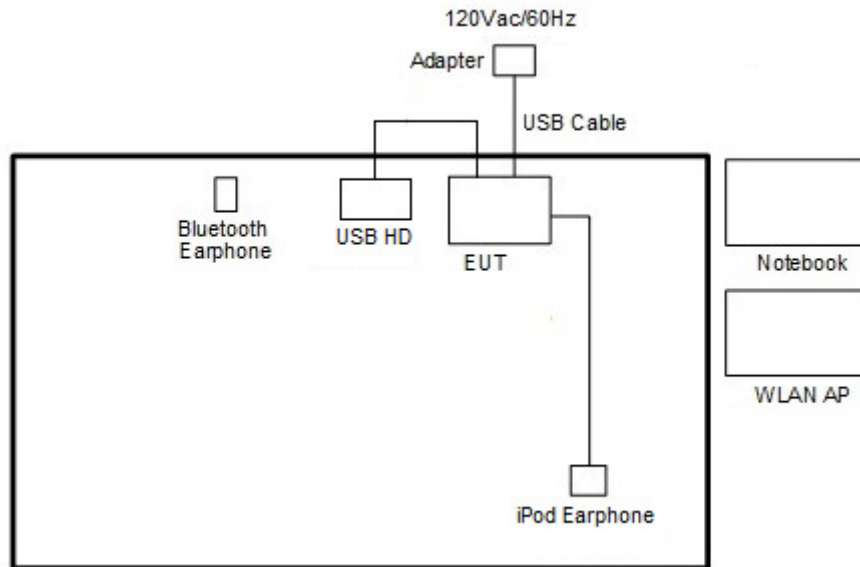 120Vac/60Hz
Adapter
USB Cable
Bluetooth
Earphone
USB HD
EUT
Notebook
WLAN AP
iPod Earphone